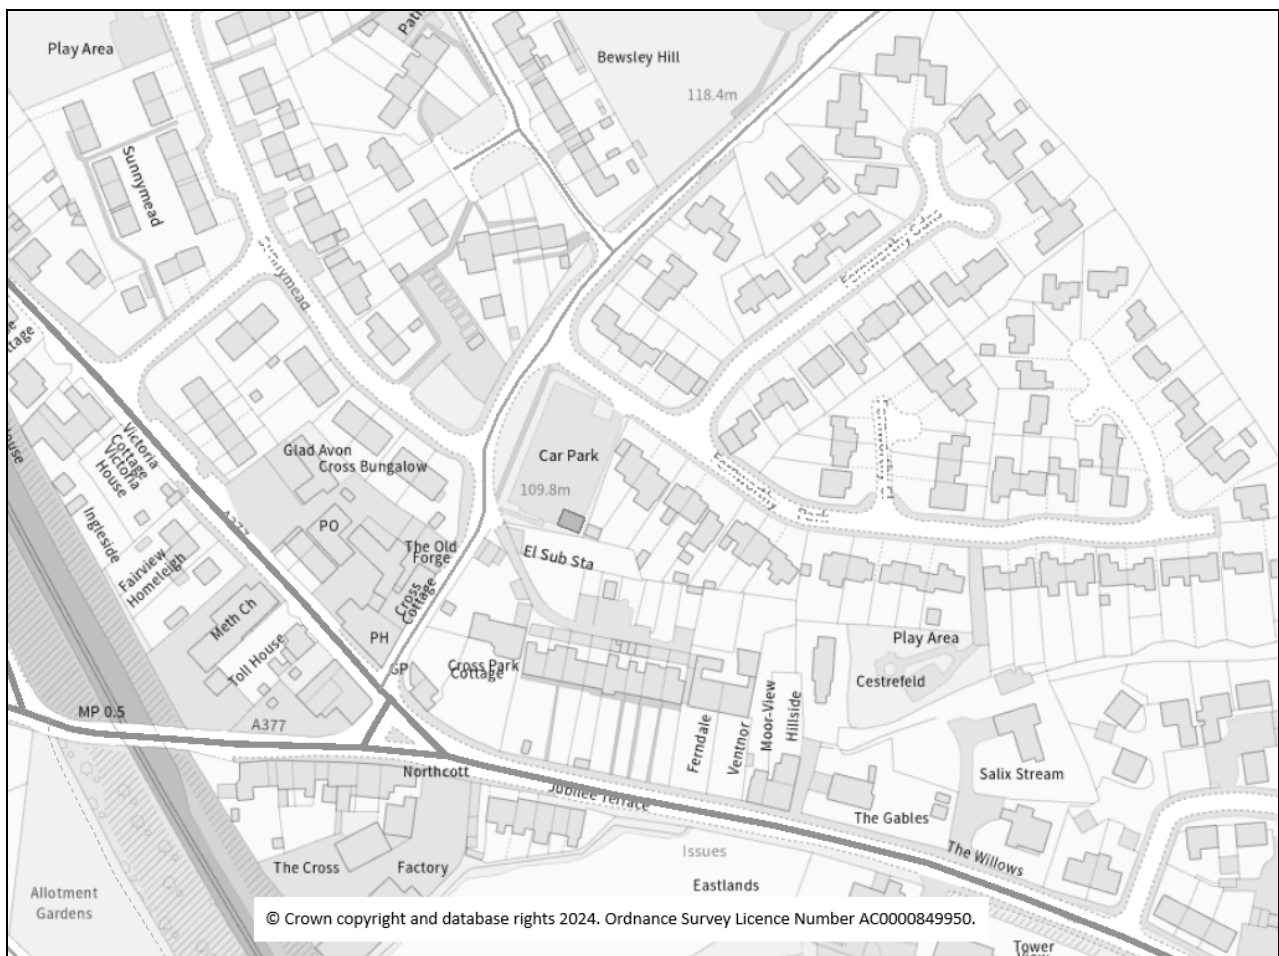 Play Area
Path
Bewsley Hill
118.4m
Sunnymead
Sunnymead
Fernworthy Gdns
Victoria
Cottage
Victoria
House
Glad Avon
Cross Bungalow
Car Park
109.8m
Fernworthy Park
A377
PO
The Old
Forge
El Sub Sta
Ingleside
Fairview
Homeleigh
Cross
Cottage
Meth Ch
PH
Toll House
GP
Cross Park
Cottage
Play Area
Cestrefeld
MP 0.5
A377
Ferndale
Ventnor
Moor-View
Hillside
Northcott
Salix Stream
Jubilee Terrace
The Gables
The Willows
The Cross
Factory
Issues
Eastlands
Allotment
Gardens
© Crown copyright and database rights 2024. Ordnance Survey Licence Number AC0000849950.
Tower